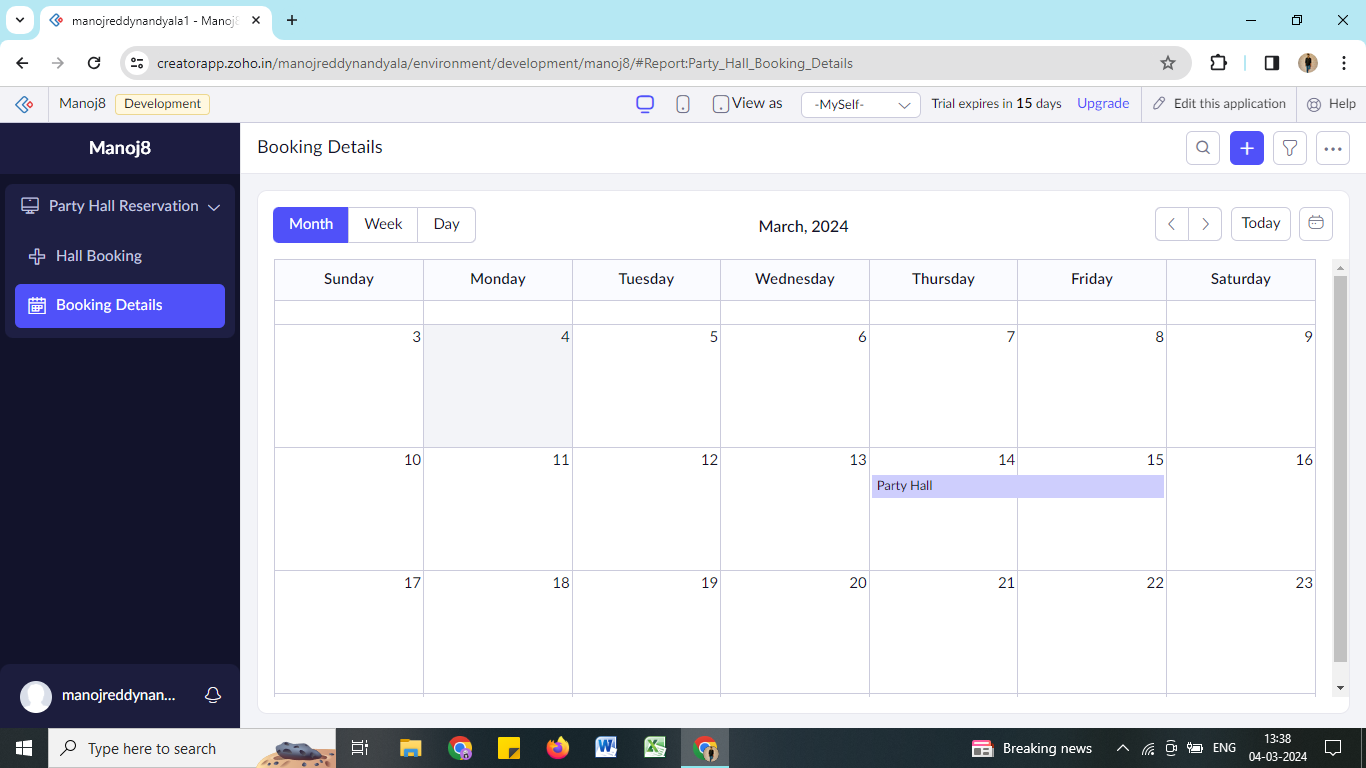 manojreddynandyala1 - Manoj8
creatorapp.zoho.in/manojreddynandyala/environment/development/manoj8/#Report:Party_Hall_Booking_Details
Manoj8 Development View as -MySelf- Trial expires in 15 days Upgrade Edit this application Help
Manoj8
Booking Details
Party Hall Reservation
Hall Booking
Booking Details
Month Week Day March, 2024 Today
Sunday Monday Tuesday Wednesday Thursday Friday Saturday
3 4 5 6 7 8 9
10 11 12 13 14 15 16
Party Hall
17 18 19 20 21 22 23
manojreddynan...
Type here to search
Breaking news ENG 13:38
04-03-2024